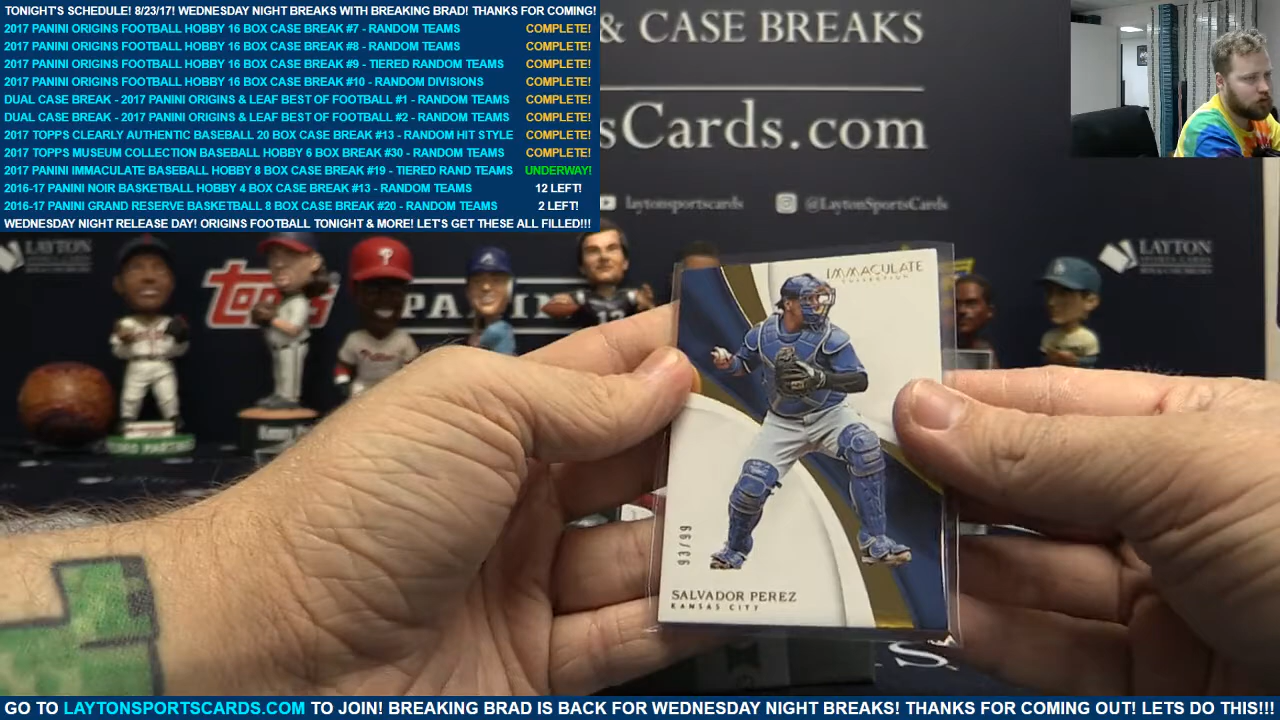 TONIGHT'S SCHEDULE! 8/23/17! WEDNESDAY NIGHT BREAKS WITH BREAKING BRAD! THANKS FOR COMING!
2017 PANINI ORIGINS FOOTBALL HOBBY 16 BOX CASE BREAK #7 - RANDOM TEAMS COMPLETE!
2017 PANINI ORIGINS FOOTBALL HOBBY 16 BOX CASE BREAK #8 - RANDOM TEAMS COMPLETE!
2017 PANINI ORIGINS FOOTBALL HOBBY 16 BOX CASE BREAK #9 - TIERED RANDOM TEAMS COMPLETE!
2017 PANINI ORIGINS FOOTBALL HOBBY 16 BOX CASE BREAK #10 - RANDOM DIVISIONS COMPLETE!
DUAL CASE BREAK - 2017 PANINI ORIGINS & LEAF BEST OF FOOTBALL #1 - RANDOM TEAMS COMPLETE!
DUAL CASE BREAK - 2017 PANINI ORIGINS & LEAF BEST OF FOOTBALL #2 - RANDOM TEAMS COMPLETE!
2017 TOPPS CLEARLY AUTHENTIC BASEBALL 20 BOX CASE BREAK #13 - RANDOM HIT STYLE COMPLETE!
2017 TOPPS MUSEUM COLLECTION BASEBALL HOBBY 6 BOX BREAK #30 - RANDOM TEAMS COMPLETE!
2017 PANINI IMMACULATE BASEBALL HOBBY 8 BOX CASE BREAK #19 - TIERED RAND TEAMS UNDERWAY!
2016-17 PANINI NOIR BASKETBALL HOBBY 4 BOX CASE BREAK #13 - RANDOM TEAMS 12 LEFT!
2016-17 PANINI GRAND RESERVE BASKETBALL 8 BOX CASE BREAK #20 - RANDOM TEAMS 2 LEFT!
WEDNESDAY NIGHT RELEASE DAY! ORIGINS FOOTBALL TONIGHT & MORE! LET'S GET THESE ALL FILLED!!!
& CASE BREAKS
sCards.com
laytonsportscards @LaytonSportsCards
LAYTON
LAYTON
topps
PANINI
IMMACULATE
COLLECTION
93/99
SALVADOR PEREZ
KANSAS CITY
GO TO LAYTONSPORTSCARDS.COM TO JOIN! BREAKING BRAD IS BACK FOR WEDNESDAY NIGHT BREAKS! THANKS FOR COMING OUT! LETS DO THIS!!!